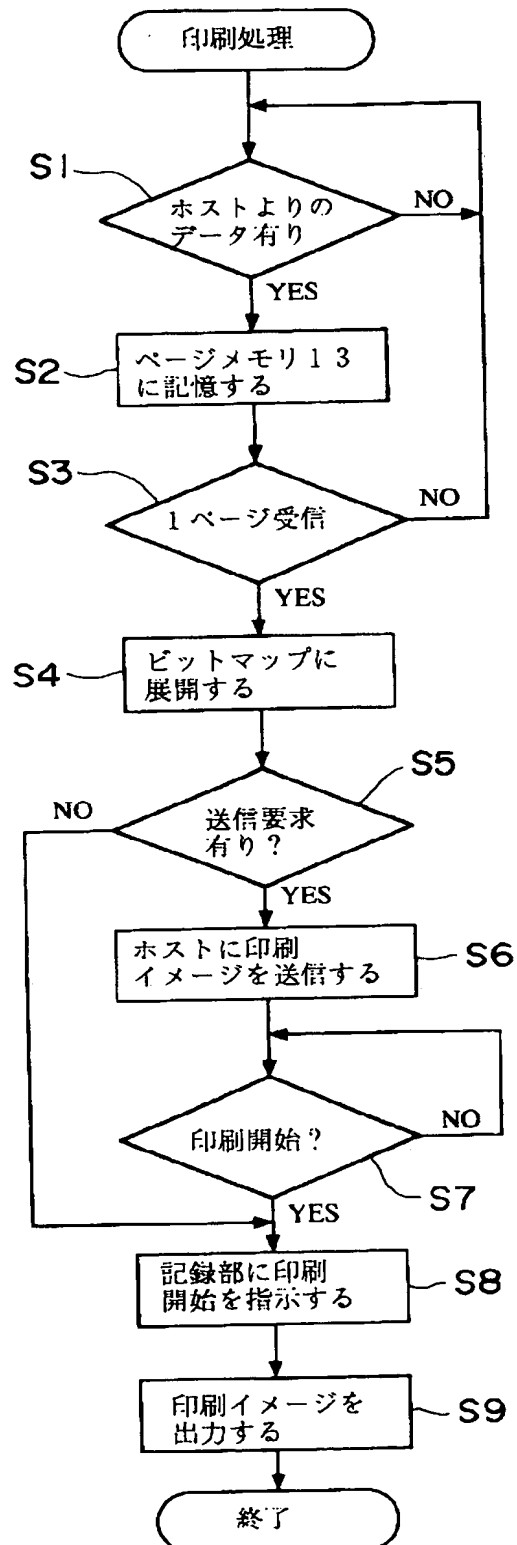 印刷処理
S1
ホストよりの
データ有り
NO
YES
S2
ページメモリ13
に記憶する
S3
1ページ受信
NO
YES
S4
ビットマップに
展開する
S5
NO
送信要求
有り?
YES
ホストに印刷
イメージを送信する
S6
印刷開始?
NO
S7
YES
記録部に印刷
開始を指示する
S8
印刷イメージを
出力する
S9
終了